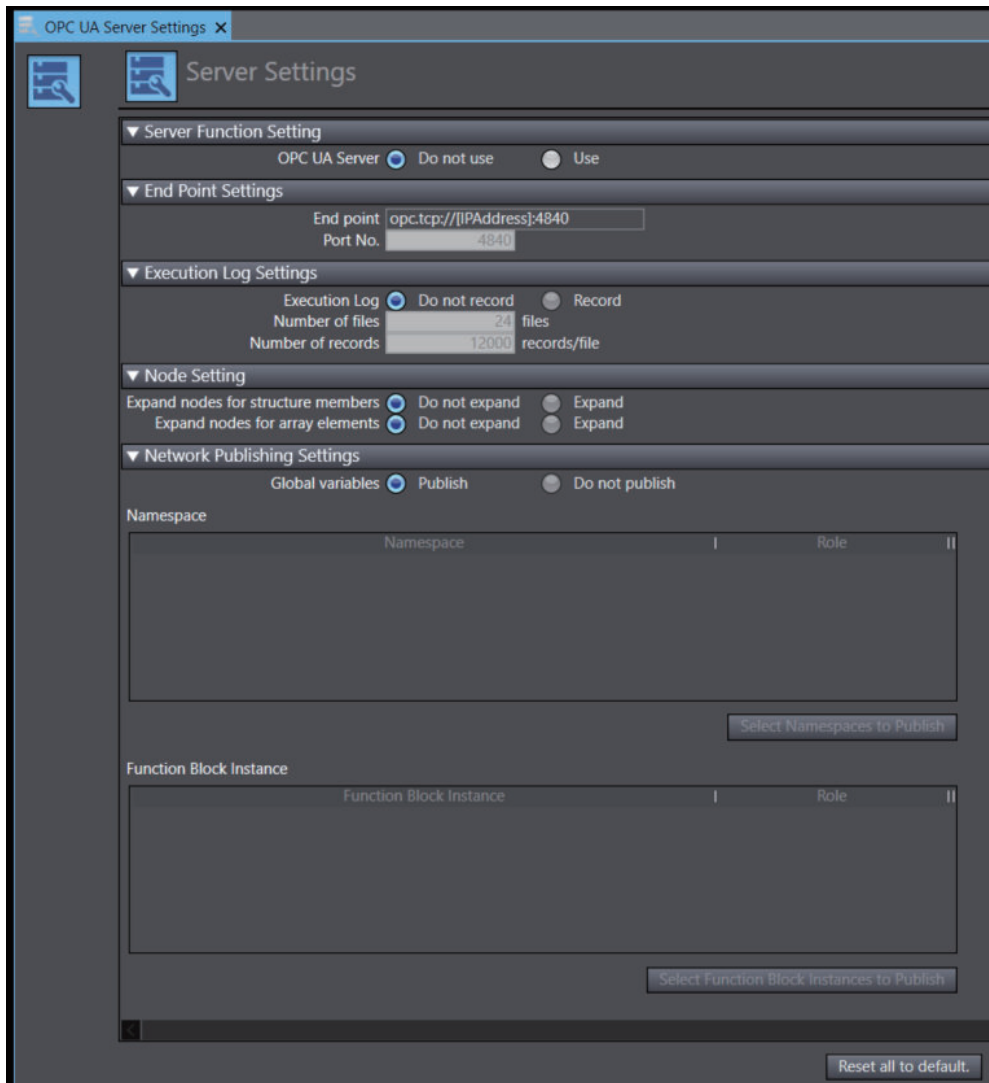 OPC UA Server Settings X
Server Settings
▼ Server Function Setting
OPC UA Server Do not use Use
▼ End Point Settings
End point opc.tcp://[IPAddress]:4840
Port No. 4840
▼ Execution Log Settings
Execution Log Do not record Record
Number of files 24 files
Number of records 12000 records/file
▼ Node Setting
Expand nodes for structure members Do not expand Expand
Expand nodes for array elements Do not expand Expand
▼ Network Publishing Settings
Global variables Publish Do not publish
Namespace
Namespace Role
Select Namespaces to Publish
Function Block Instance
Function Block Instance Role
Select Function Block Instances to Publish
Reset all to default.